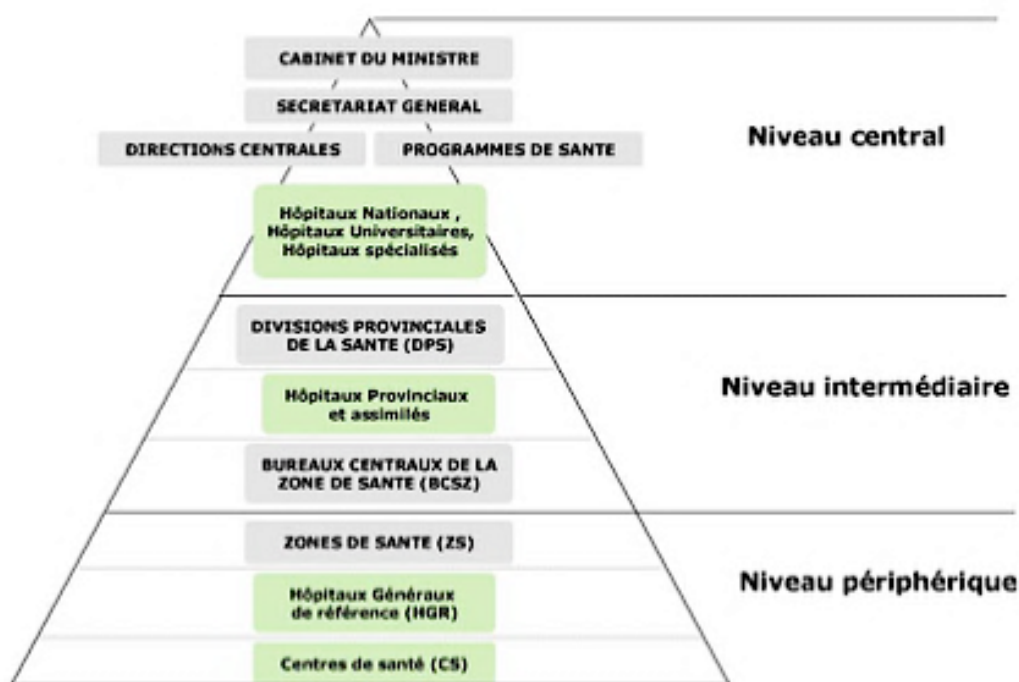 CABINET DU MINISTRE
SECRETARIAT GENERAL
DIRECTIONS CENTRALES
PROGRAMMES DE SANTE
Niveau central
Hôpitaux Nationaux ,
Hôpitaux Universitaires,
Hôpitaux spécialisés
DIVISIONS PROVINCIALES
DE LA SANTE (DPS)
Hôpitaux Provinciaux
et assimilés
Niveau intermédiaire
BUREAUX CENTRAUX DE LA
ZONE DE SANTE (BCSZ)
ZONES DE SANTE (ZS)
Hôpitaux Généraux
de référence (HGR)
Niveau périphérique
Centres de santé (CS)